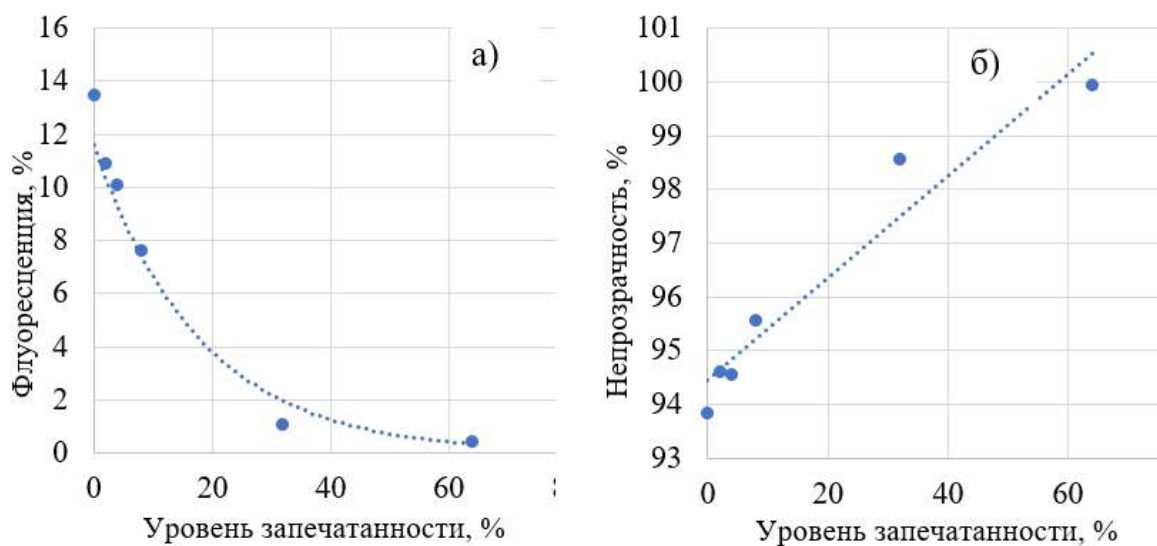 а)
Флуоресценция, %
16
14
12
10
8
6
4
2
0
0 20 40 60
Уровень запечатанности, %
б)
Непрозрачность, %
101
100
99
98
97
96
95
94
93
0 20 40 60
Уровень запечатанности, %